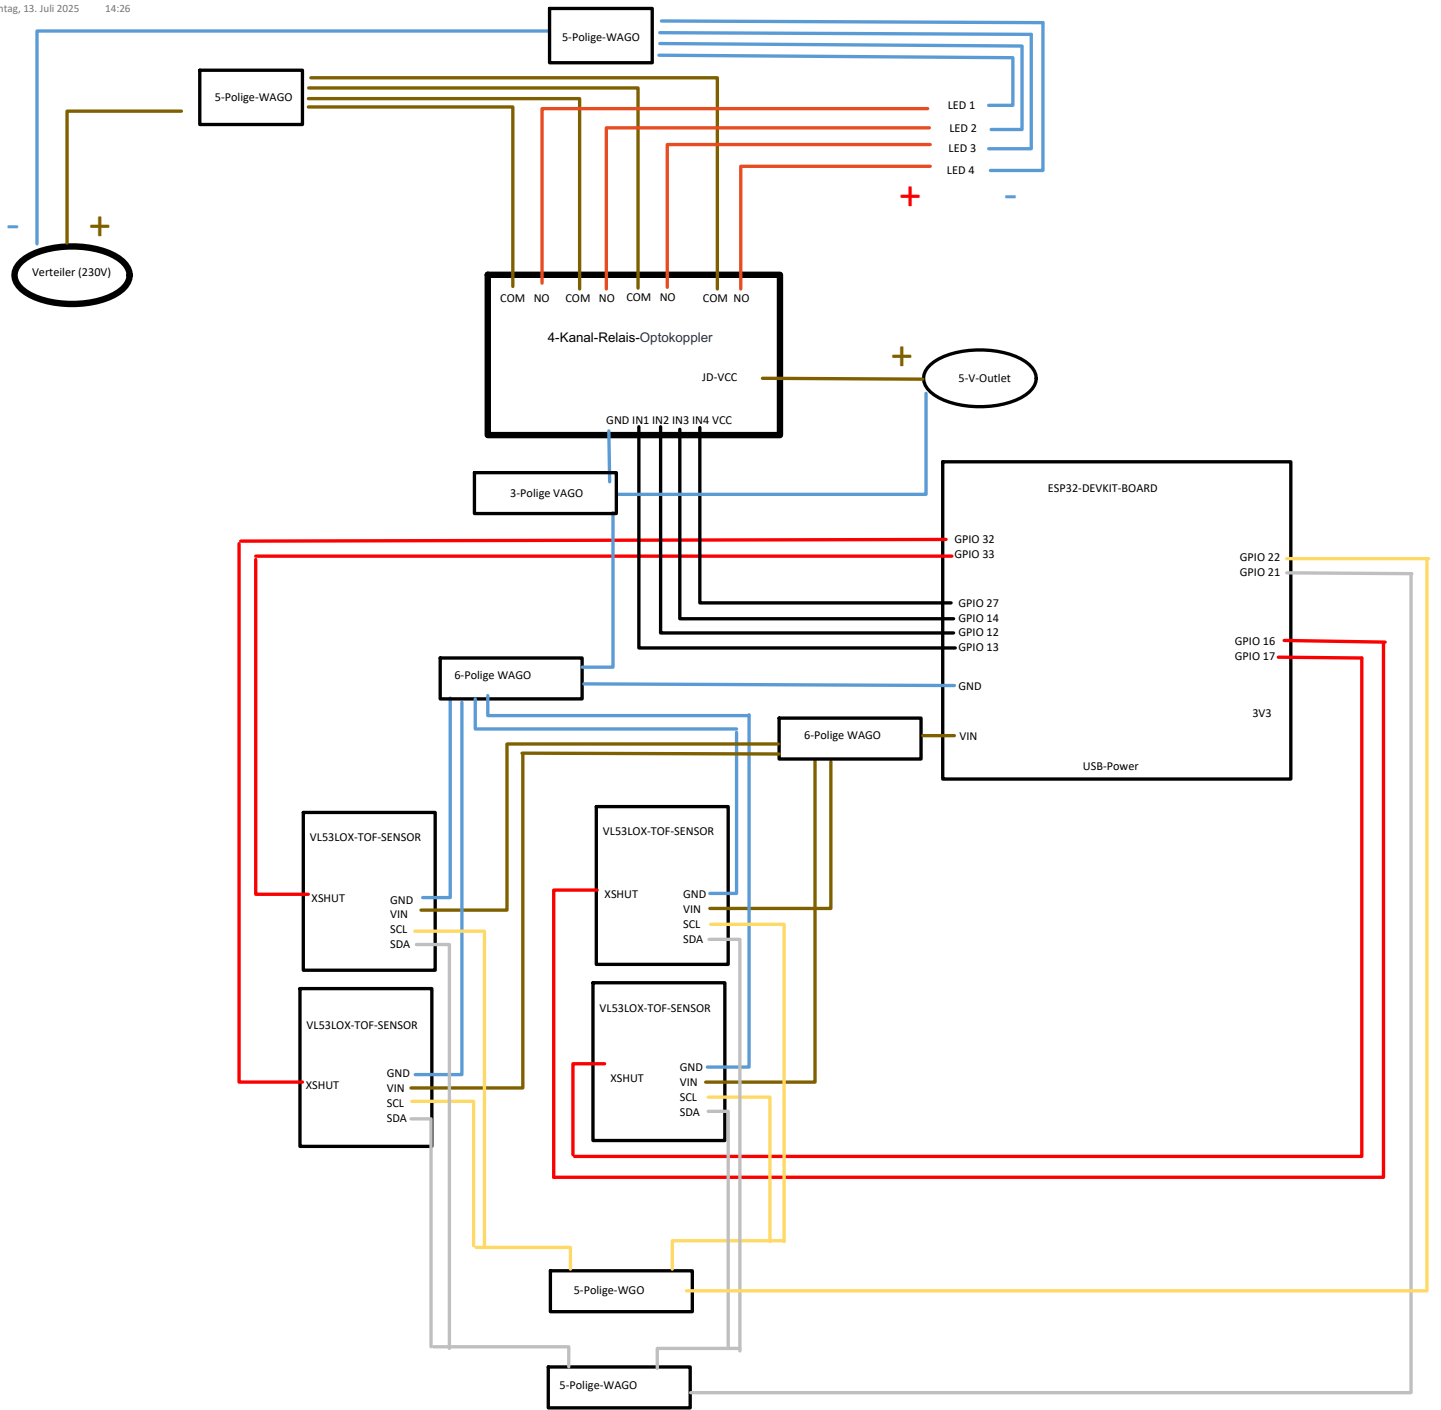 ntag, 13. Juli 2025 14:26
5-Polige-WAGO
5-Polige-WAGO
LED 1
LED 2
LED 3
LED 4
+ -
- +
Verteiler (230V)
COM NO COM NO COM NO COM NO
4-Kanal-Relais-Optokoppler
+
JD-VCC
5-V-Outlet
GND IN1 IN2 IN3 IN4 VCC
3-Polige VAGO
ESP32-DEVKIT-BOARD
GPIO 32
GPIO 33
GPIO 22
GPIO 21
GPIO 27
GPIO 14
GPIO 12
GPIO 13
GPIO 16
GPIO 17
6-Polige WAGO
GND
3V3
6-Polige WAGO
VIN
USB-Power
VL53LOX-TOF-SENSOR
XSHUT
GND
VIN
SCL
SDA
VL53LOX-TOF-SENSOR
XSHUT
GND
VIN
SCL
SDA
VL53LOX-TOF-SENSOR
XSHUT
GND
VIN
SCL
SDA
VL53LOX-TOF-SENSOR
XSHUT
GND
VIN
SCL
SDA
5-Polige-WGO
5-Polige-WAGO